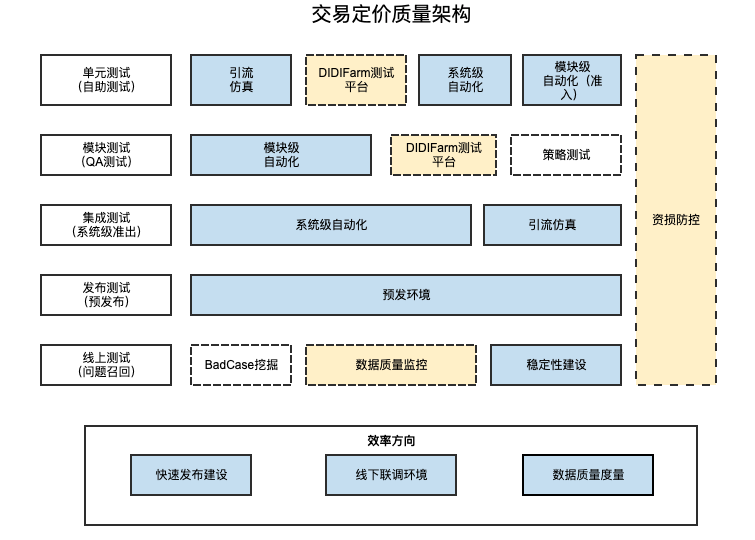 交易定价质量架构
单元测试
(自助测试)
引流
仿真
DIDIFarm测试
平台
系统级
自动化
模块级
自动化（准
入）
模块测试
(QA测试)
模块级
自动化
DIDIFarm测试
平台
策略测试
资损防控
集成测试
(系统级准出)
系统级自动化
引流仿真
发布测试
(预发布)
预发环境
线上测试
(问题召回)
BadCase挖掘
数据质量监控
稳定性建设
效率方向
快速发布建设
线下联调环境
数据质量度量